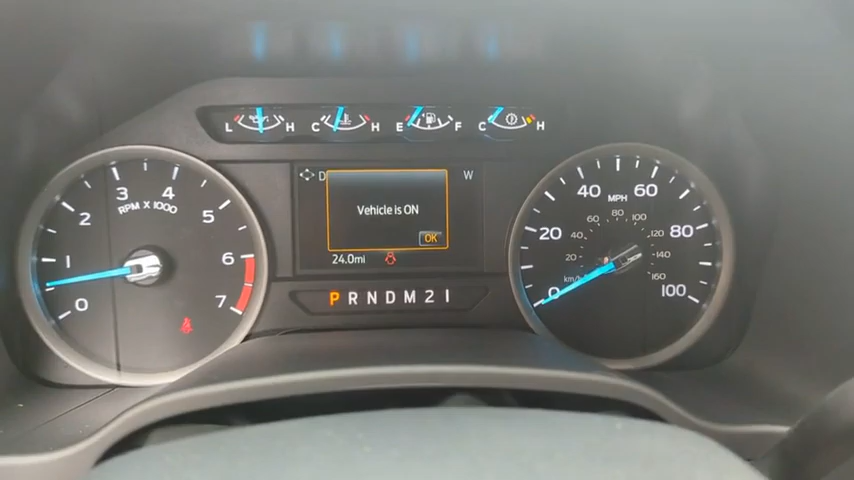 L H C H E F C H
D W
Vehicle is ON
OK
24.0mi
P R N D M 2 1
0 1 2 3 4 5 6 7
RPM X 1000
0 20 40 60 80 100
MPH
20 40 60 80 100 120 140 160
km/h